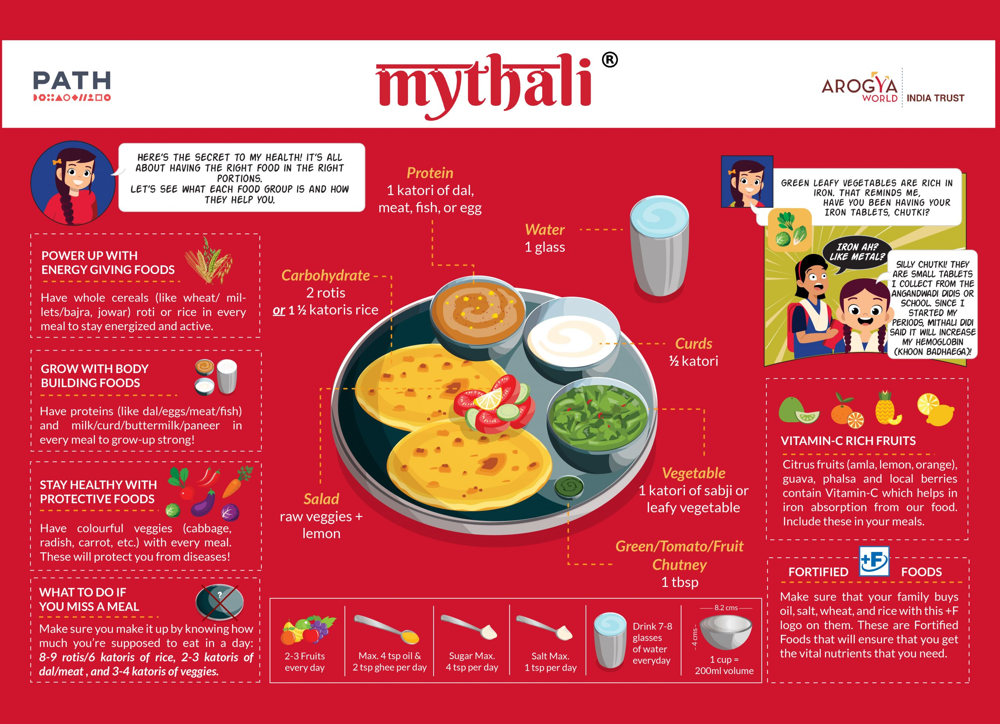 PATH
mythali ®
AROGYA
WORLD
INDIA TRUST
HERE'S THE SECRET TO MY HEALTH! IT'S ALL
ABOUT HAVING THE RIGHT FOOD IN THE RIGHT
PORTIONS.
LET'S SEE WHAT EACH FOOD GROUP IS AND HOW
THEY HELP YOU.
POWER UP WITH
ENERGY GIVING FOODS
Have whole cereals (like wheat/ mil-
lets/bajra, jowar) roti or rice in every
meal to stay energized and active.
GROW WITH BODY
BUILDING FOODS
Have proteins (like dal/eggs/meat/fish)
and milk/curd/buttermilk/paneer in
every meal to grow-up strong!
STAY HEALTHY WITH
PROTECTIVE FOODS
Have colourful veggies (cabbage,
radish, carrot, etc.) with every meal.
These will protect you from diseases!
WHAT TO DO IF
YOU MISS A MEAL
?
Make sure you make it up by knowing how
much you're supposed to eat in a day:
8-9 rotis/6 katoris of rice, 2-3 katoris of
dal/meat , and 3-4 katoris of veggies.
Protein
1 katori of dal,
meat, fish, or egg
Water
1 glass
Carbohydrate
2 rotis
or 1 ½ katoris rice
Curds
½ katori
Salad
raw veggies +
lemon
Vegetable
1 katori of sabji or
leafy vegetable
Green/Tomato/Fruit
Chutney
1 tbsp
2-3 Fruits
every day
Max. 4 tsp oil &
2 tsp ghee per day
Sugar Max.
4 tsp per day
Salt Max.
1 tsp per day
Drink 7-8
glasses
of water
everyday
8.2 cms
4 cms
1 cup =
200ml volume
GREEN LEAFY VEGETABLES ARE RICH IN
IRON. THAT REMINDS ME,
HAVE YOU BEEN HAVING YOUR
IRON TABLETS, CHUTKI?
IRON AH?
LIKE METAL?
SILLY CHUTKI! THEY
ARE SMALL TABLETS
I COLLECT FROM THE
ANGANDWADI DIDIS OR
SCHOOL. SINCE I
STARTED MY
PERIODS, MITHALI DIDI
SAID IT WILL INCREASE
MY HEMOGLOBIN
(KHOON BADHAEGA)!
VITAMIN-C RICH FRUITS
Citrus fruits (amla, lemon, orange),
guava, phalsa and local berries
contain Vitamin-C which helps in
iron absorption from our food.
Include these in your meals.
FORTIFIED +F FOODS
Make sure that your family buys
oil, salt, wheat, and rice with this +F
logo on them. These are Fortified
Foods that will ensure that you get
the vital nutrients that you need.